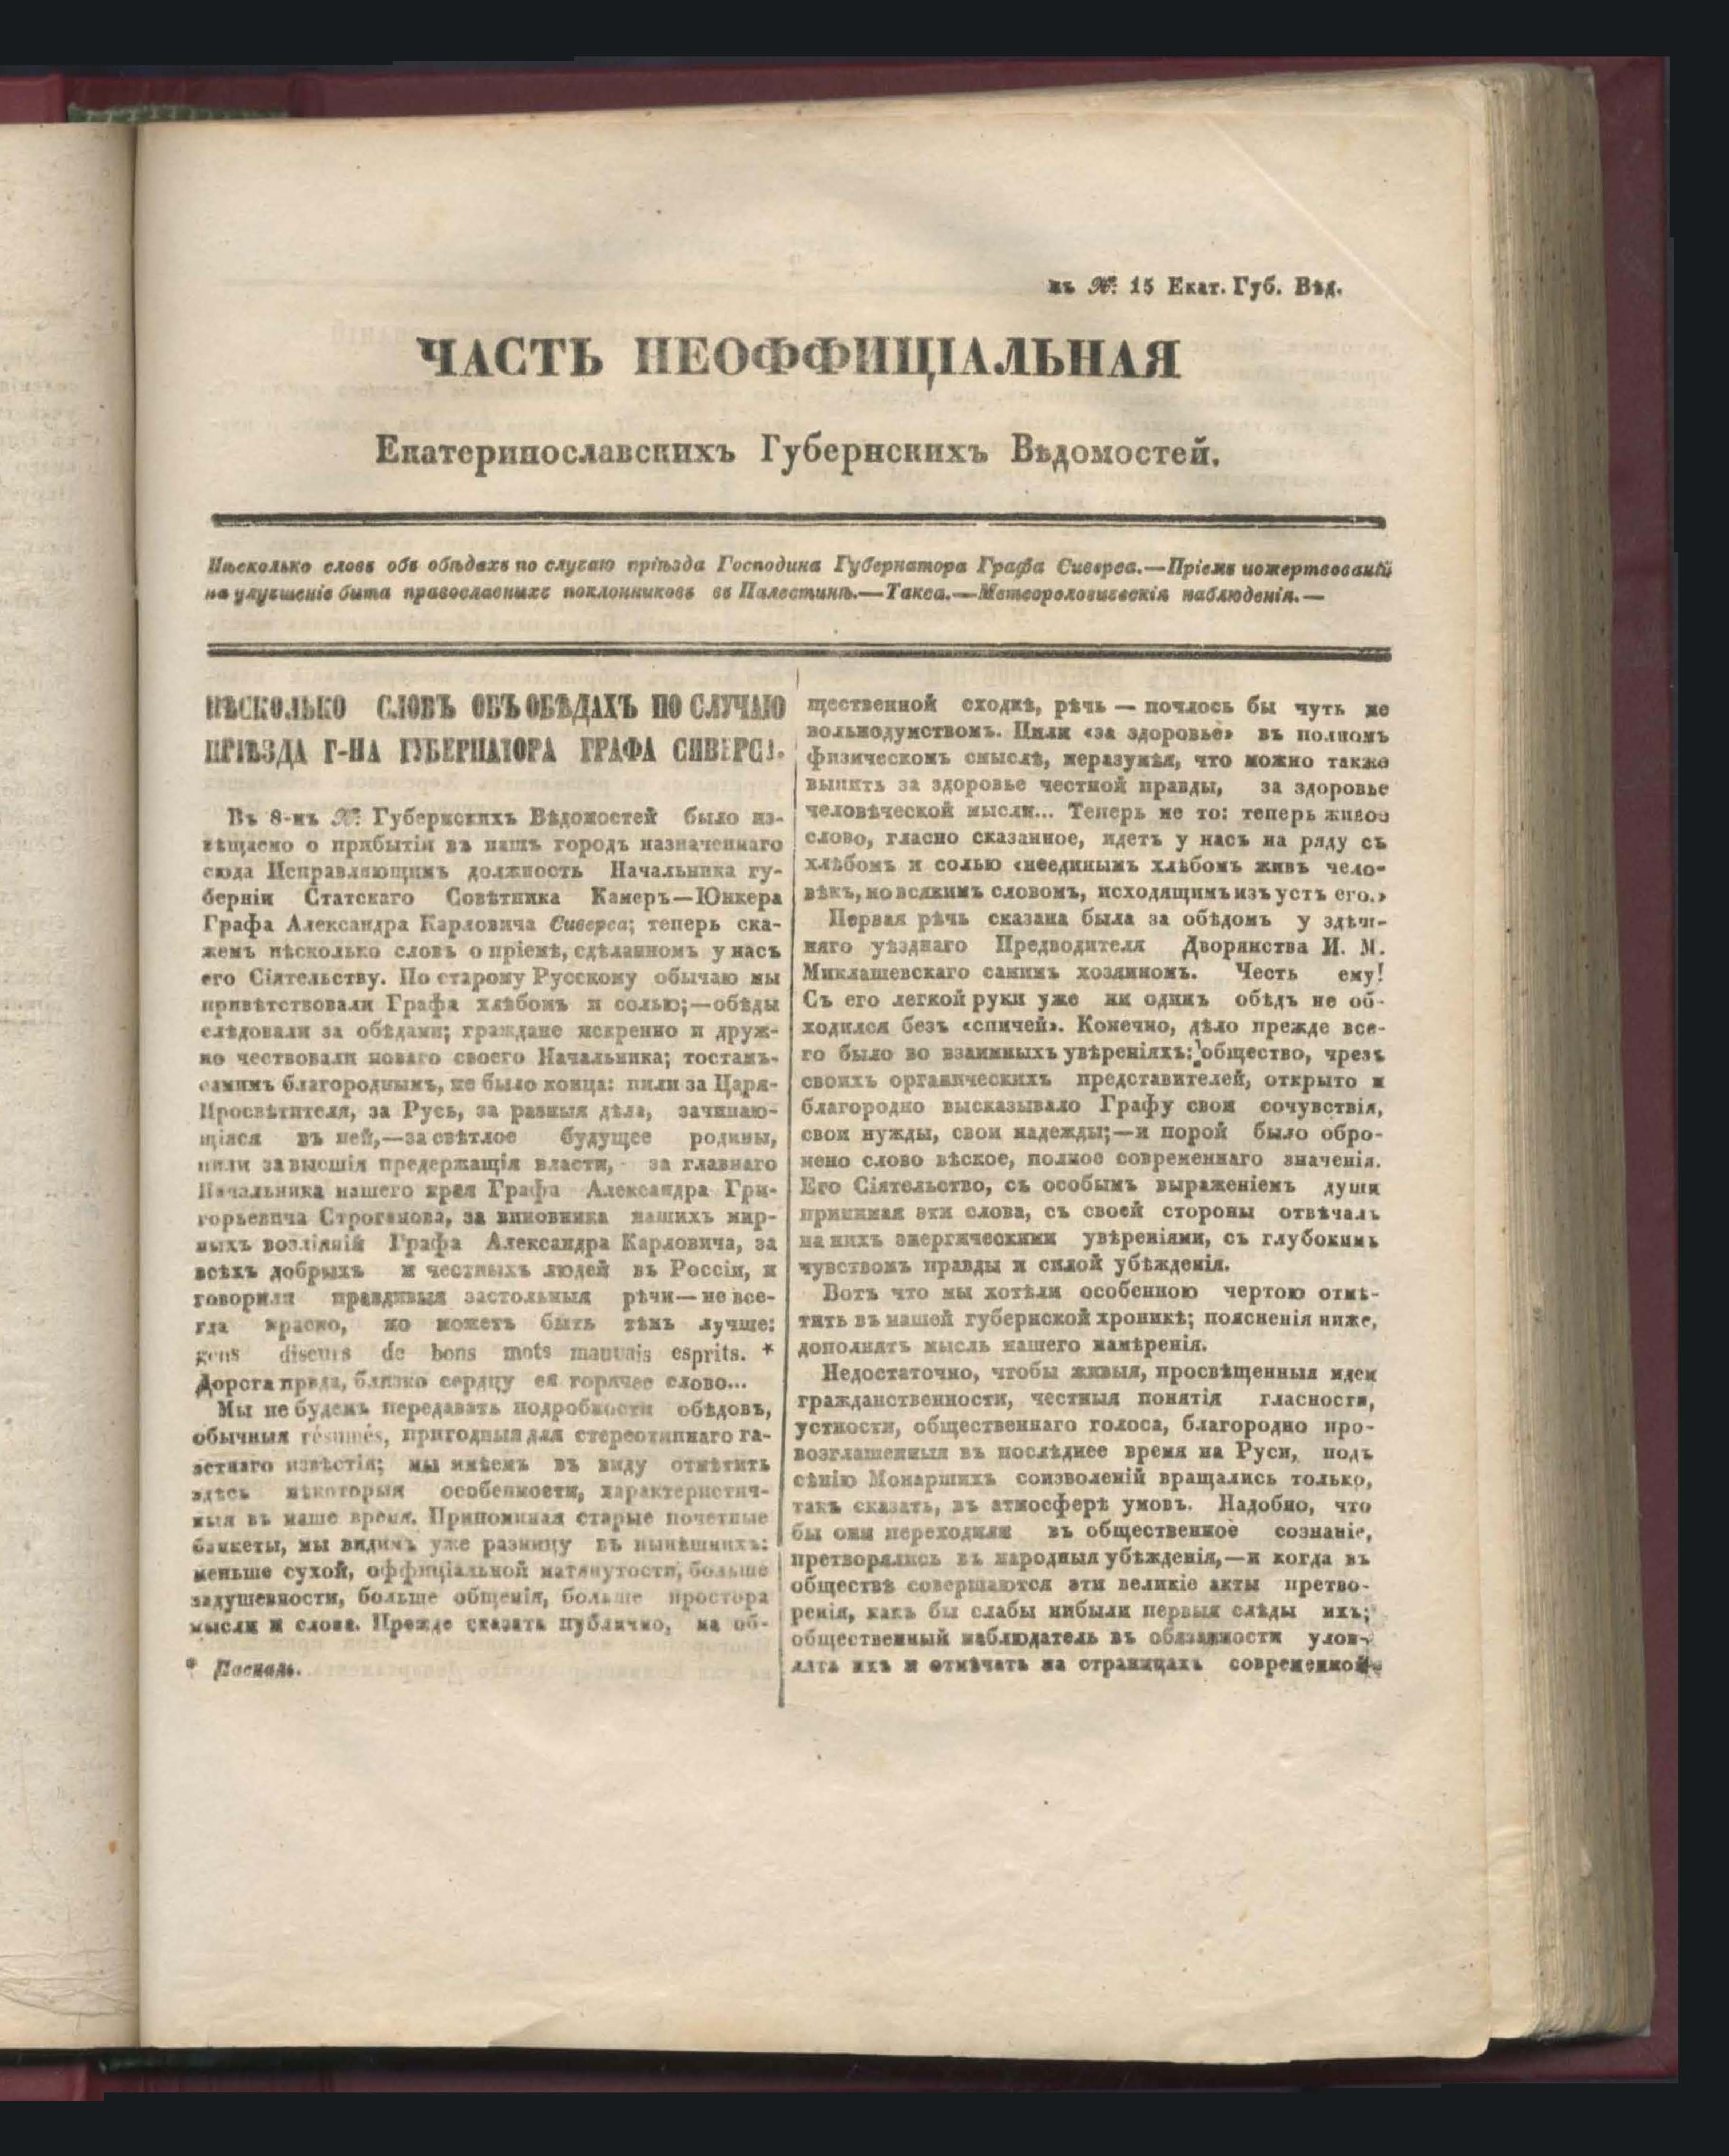 къ №. 15 Екат. Губ. Вѣд.
ЧАСТЬ НЕОФФИЦІАЛЬНАЯ
Екатеринославскихъ Губернскихъ Вѣдомостей.
Нѣсколько словъ объ обѣдахъ по случаю пріѣзда Господина Губернатора Графа Сиверса.—Пріемъ пожертвованій
на улучшеніе быта православныхъ поклонниковъ въ Палестинѣ.—Такса.—Метеорологическія наблюденія.—
НѢСКОЛЬКО СЛОВЪ ОБЪ ОБѢДАХЪ ПО СЛУЧАЮ
ПРІѢЗДА Г-НА ГУБЕРНАТОРА ГРАФА СИВЕРСА.
Въ 8-мъ №. Губернскихъ Вѣдомостей было из-
вѣщаемо о прибытіи въ нашъ городъ назначеннаго
сюда Исправляющимъ должность Начальника гу-
берніи Статскаго Совѣтника Камеръ—Юнкера
Графа Александра Карловича Сиверса; теперь ска-
жемъ нѣсколько словъ о пріемѣ, сдѣланномъ у насъ
его Сіятельству. По старому Русскому обычаю мы
привѣтствовали Графа хлѣбомъ и солью;—обѣды
слѣдовали за обѣдами; граждане искренно и друж-
но чествовали новаго своего Начальника; тостамъ-
самимъ благороднымъ, не было конца: пили за Царя-
Просвѣтителя, за Русь, за разныя дѣла, зачинаю-
щіяся въ ней,—за свѣтлое будущее родины,
пили за высшія предержащія власти, за главнаго
Начальника нашего края Графа Александра Гри-
горьевича Строганова, за виновника нашихъ мир-
ныхъ возліяній Графа Александра Карловича, за
всѣхъ добрыхъ и честныхъ людей въ Россіи, и
говорили правдивыя застольныя рѣчи—не все-
гда красно, но можетъ быть тѣмъ лучше:
gens diseurs de bons mots mauvais esprits. *
Дорога правда, близко сердцу ея горячее слово...
Мы не будемъ передавать подробности обѣдовъ,
обычныя résumés, пригодныя для стереотипнаго га-
зетнаго извѣстія; мы имѣемъ въ виду отмѣтить
здѣсь нѣкоторыя особенности, характеристич-
ныя въ наше время. Припоминая старые почетные
банкеты, мы видимъ уже разницу въ нынѣшнихъ:
меньше сухой, оффиціальной натянутости, больше
задушевности, больше общенія, больше простора
мысли и слова. Прежде сказать публично, на об-
* Паскаль.
щественной сходкѣ, рѣчь — почлось бы чуть не
вольнодумствомъ. Пили «за здоровье» въ полномъ
физическомъ смыслѣ, неразумѣя, что можно также
выпить за здоровье честной правды, за здоровье
человѣческой мысли... Теперь не то: теперь живое
слово, гласно сказанное, идетъ у насъ на ряду съ
хлѣбомъ и солью «неединымъ хлѣбомъ живъ чело-
вѣкъ, но всякимъ словомъ, исходящимъ изъ устъ его.»
Первая рѣчь сказана была за обѣдомъ у здѣш-
няго уѣзднаго Предводителя Дворянства И. М.
Миклашевскаго самимъ хозяиномъ. Честь ему!
Съ его легкой руки уже ни одинъ обѣдъ не об-
ходился безъ «спичей». Конечно, дѣло прежде все-
го было во взаимныхъ увѣреніяхъ: общество, чрезъ
своихъ органическихъ представителей, открыто и
благородно высказывало Графу свои сочувствія,
свои нужды, свои надежды;—и порой было обро-
нено слово вѣское, полное современнаго значенія.
Его Сіятельство, съ особымъ выраженіемъ души
принимая эти слова, съ своей стороны отвѣчалъ
на нихъ энергическими увѣреніями, съ глубокимъ
чувствомъ правды и силой убѣжденія.
Вотъ что мы хотѣли особенною чертою отмѣ-
тить въ нашей губернской хроникѣ; поясненія ниже,
дополнятъ мысль нашего намѣренія.
Недостаточно, чтобы живыя, просвѣщенныя идеи
гражданственности, честныя понятія гласности,
устности, общественнаго голоса, благородно про-
возглашенныя въ послѣднее время на Руси, подъ
сѣнію Монаршихъ соизволеній вращались только,
такъ сказать, въ атмосферѣ умовъ. Надобно, что
бы они переходили въ общественное сознаніе,
претворялись въ народныя убѣжденія,—и когда въ
обществѣ совершаются эти великіе акты претво-
ренія, какъ бы слабы нибыли первыя слѣды ихъ;
общественный наблюдатель въ обязанности улов-
лять ихъ и отмѣчать на страницахъ современной